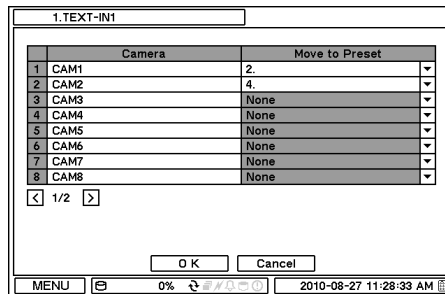 1.TEXT-IN1
Camera Move to Preset
1 CAM1 2.
2 CAM2 4.
3 CAM3 None
4 CAM4 None
5 CAM5 None
6 CAM6 None
7 CAM7 None
8 CAM8 None
< 1/2 >
O K Cancel
MENU 0% 2010-08-27 11:28:33 AM